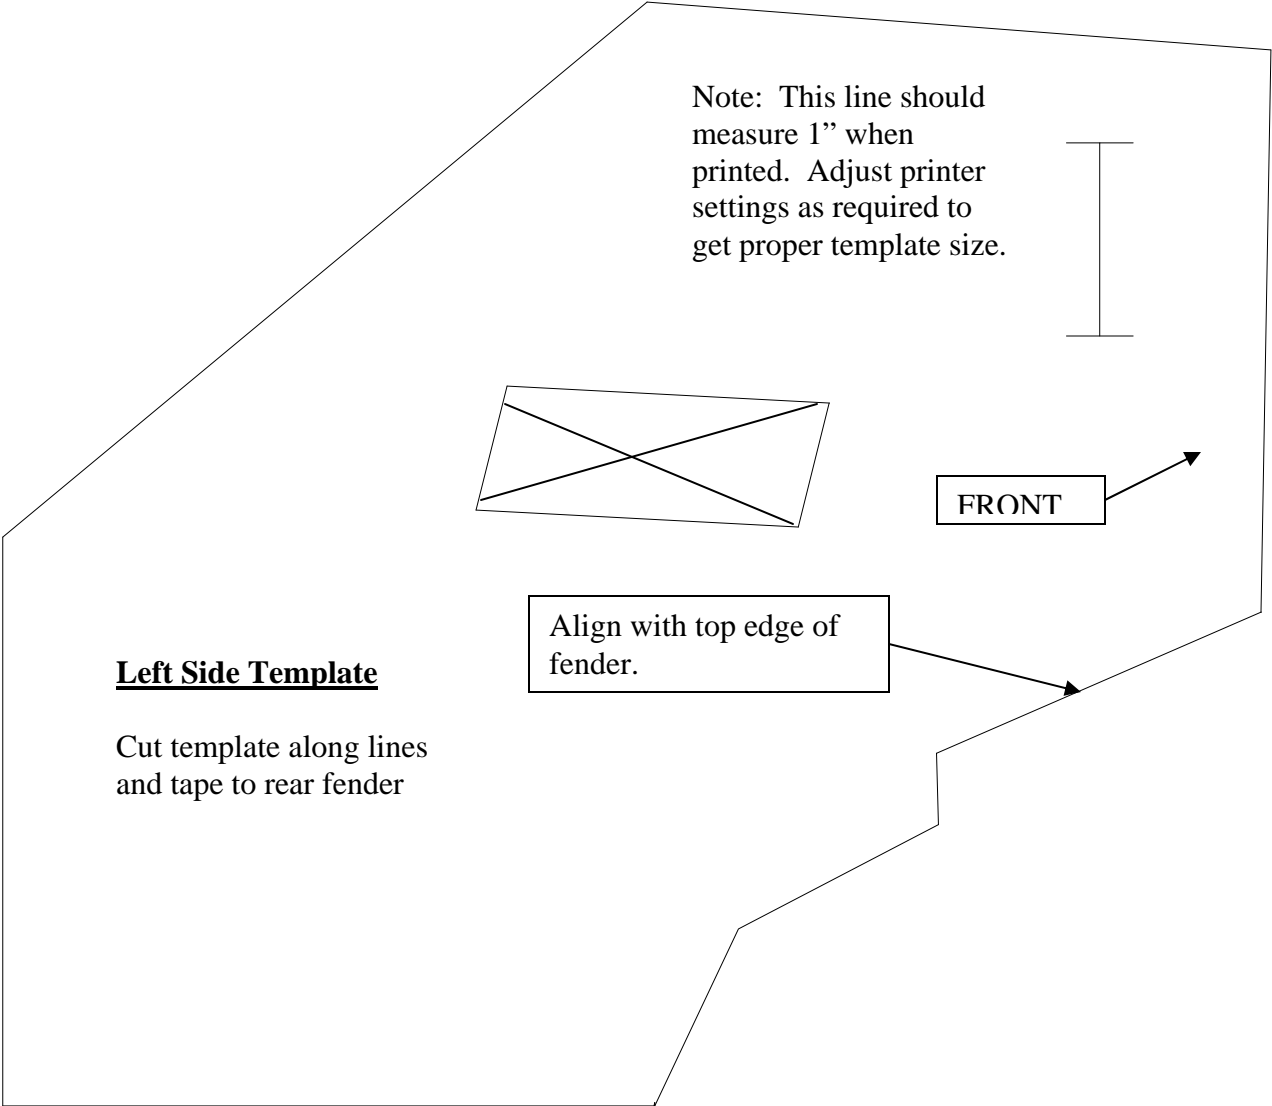 Note: This line should
measure 1” when
printed. Adjust printer
settings as required to
get proper template size.
FRONT
Align with top edge of
fender.
Left Side Template
Cut template along lines
and tape to rear fender